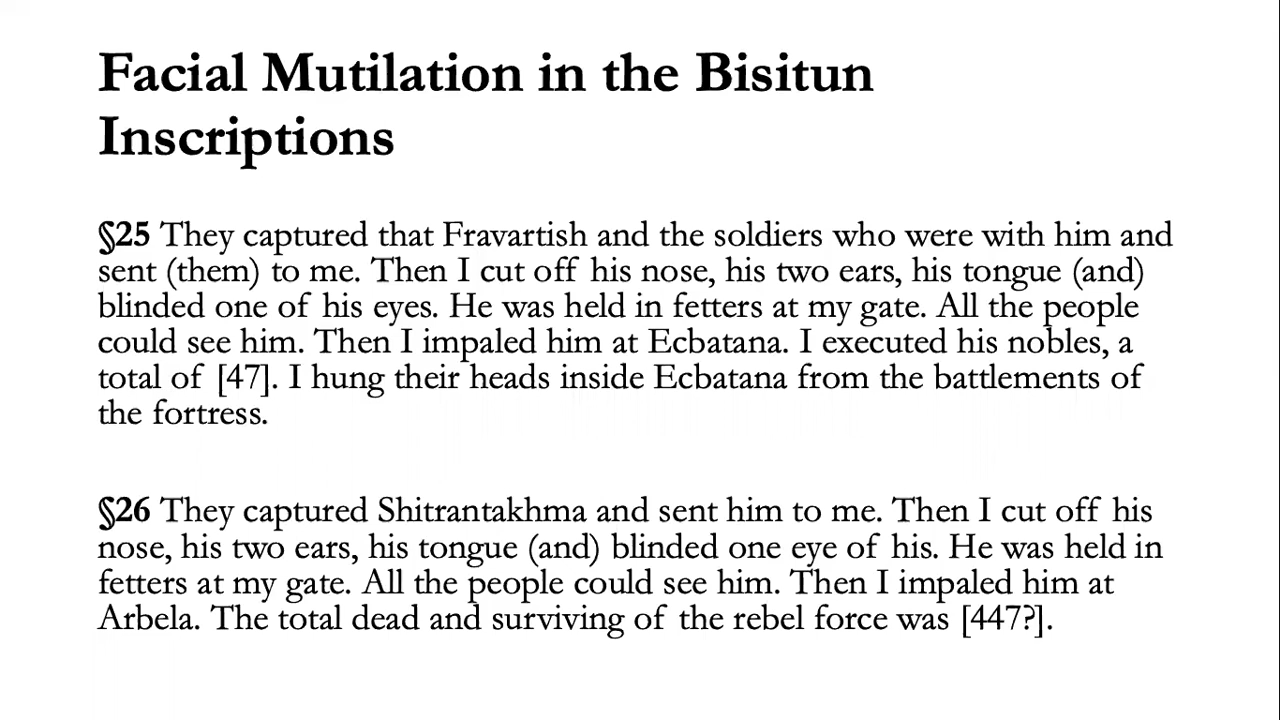 Facial Mutilation in the Bisitun
Inscriptions
§25 They captured that Fravartish and the soldiers who were with him and
sent (them) to me. Then I cut off his nose, his two ears, his tongue (and)
blinded one of his eyes. He was held in fetters at my gate. All the people
could see him. Then I impaled him at Ecbatana. I executed his nobles, a
total of [47]. I hung their heads inside Ecbatana from the battlements of
the fortress.
§26 They captured Shitrantakhma and sent him to me. Then I cut off his
nose, his two ears, his tongue (and) blinded one eye of his. He was held in
fetters at my gate. All the people could see him. Then I impaled him at
Arbela. The total dead and surviving of the rebel force was [447?].